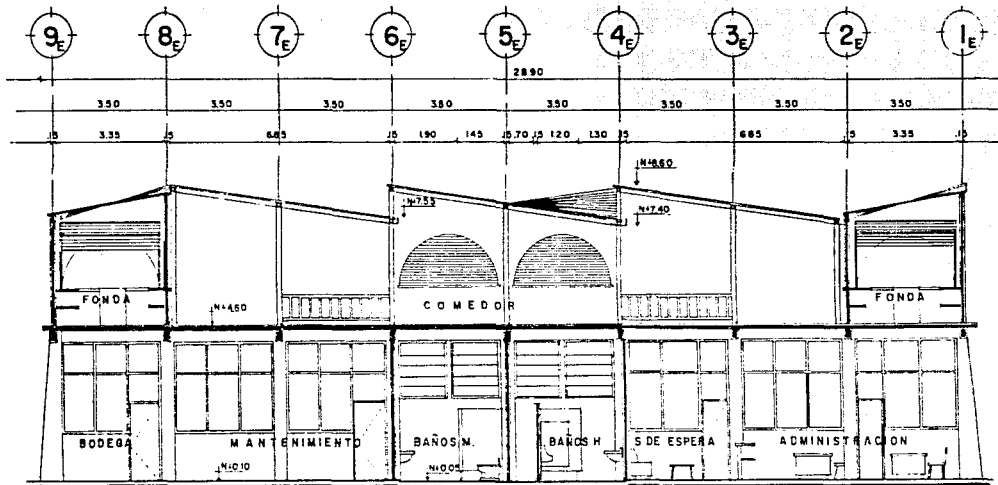 9E 8E 7E 6E 5E 4E 3E 2E 1E
28.90
3.50 3.50 3.50 3.80 3.50 3.50 3.50 3.50
.15 3.35 .15 6.85 .15 1.90 1.45 .15 .70 .15 1.20 1.30 .15 6.85 .15 3.35 .15
N+8.60
N+7.55 N+7.40
FONDA COMEDOR FONDA
N+4.60
BODEGA MANTENIMIENTO BAÑOS M. BAÑOS H S DE ESPERA ADMINISTRACION
N+0.10 N+0.05